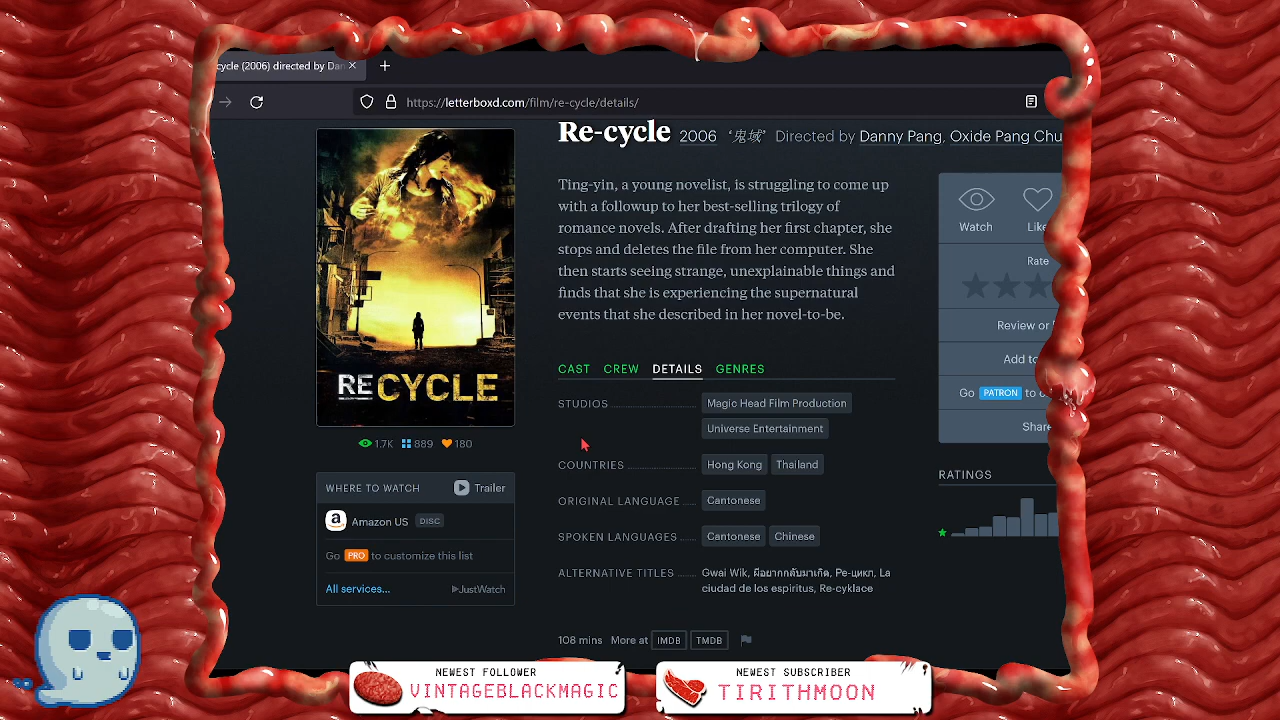 cycle (2006) directed by Dan
https://letterboxd.com/film/re-cycle/details/
Re-cycle 2006 ‘鬼域’ Directed by Danny Pang, Oxide Pang Chu
Ting-yin, a young novelist, is struggling to come up
with a followup to her best-selling trilogy of
romance novels. After drafting her first chapter, she
stops and deletes the file from her computer. She
then starts seeing strange, unexplainable things and
finds that she is experiencing the supernatural
events that she described in her novel-to-be.
RECYCLE
1.7K 889 180
WHERE TO WATCH Trailer
Amazon US DISC
Go PRO to customize this list
All services... JustWatch
CAST CREW DETAILS GENRES
STUDIOS Magic Head Film Production
Universe Entertainment
COUNTRIES Hong Kong Thailand
ORIGINAL LANGUAGE Cantonese
SPOKEN LANGUAGES Cantonese Chinese
ALTERNATIVE TITLES Gwai Wik, ผีอยากกลับมาเกิด, Ре-цикл, La
ciudad de los espiritus, Re-cyklace
108 mins More at IMDB TMDB
Watch Like
Rate
Review or
Add to
Go PATRON to c
Share
RATINGS
NEWEST FOLLOWER
VINTAGEBLACKMAGIC
NEWEST SUBSCRIBER
TIRITHMOON